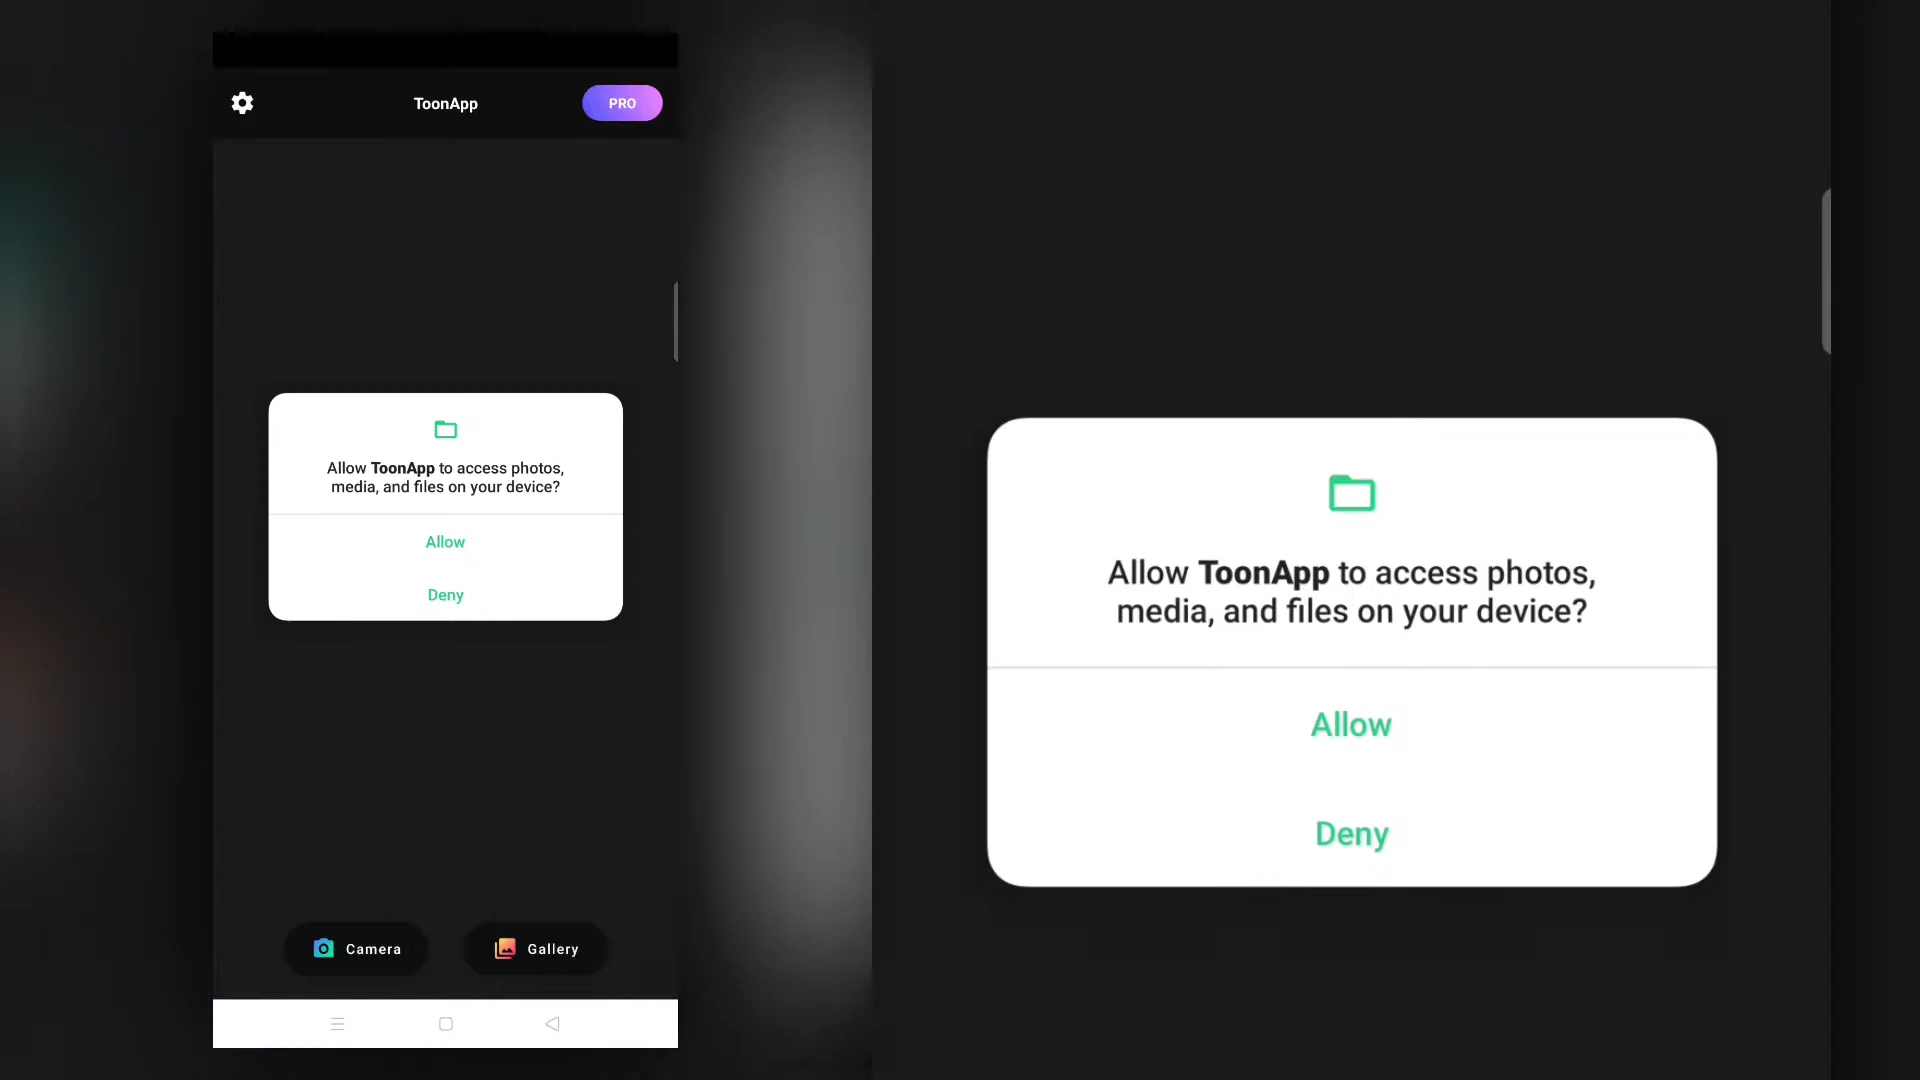 ToonApp
PRO
Allow ToonApp to access photos,
media, and files on your device?
Allow
Deny
Camera
Gallery
Allow ToonApp to access photos,
media, and files on your device?
Allow
Deny